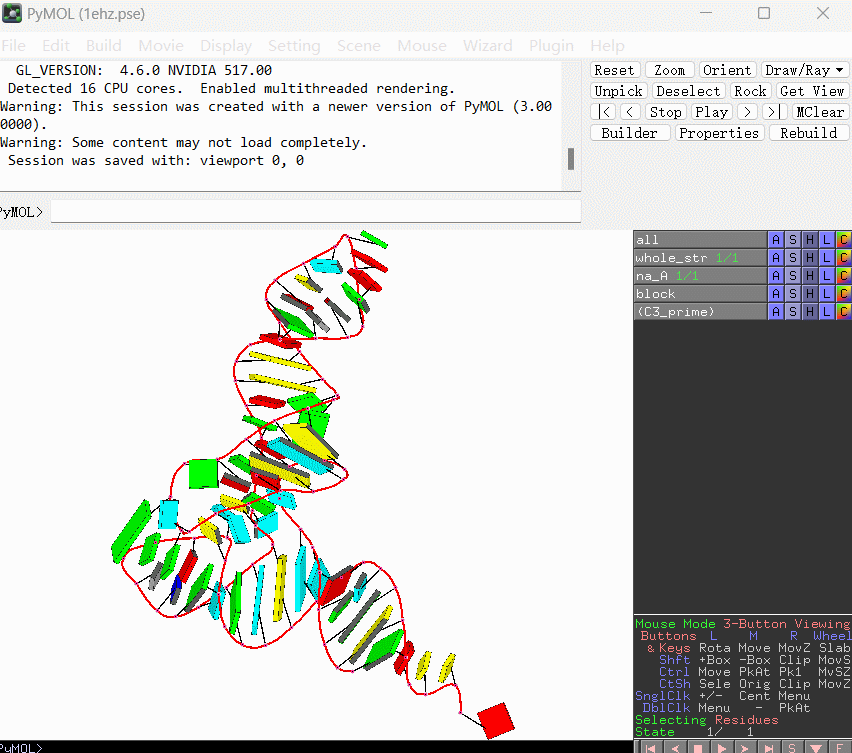 PyMOL (1ehz.pse)
File Edit Build Movie Display Setting Scene Mouse Wizard Plugin Help
GL_VERSION: 4.6.0 NVIDIA 517.00
Detected 16 CPU cores. Enabled multithreaded rendering.
Warning: This session was created with a newer version of PyMOL (3.00
0000).
Warning: Some content may not load completely.
Session was saved with: viewport 0, 0
Reset Zoom Orient Draw/Ray
Unpick Deselect Rock Get View
|< < Stop Play > >| MClear
Builder Properties Rebuild
PyMOL>
all A S H L C
whole_str 1/1 A S H L C
na_A 1/1 A S H L C
block A S H L C
(C3_prime) A S H L C
Mouse Mode 3-Button Viewing
Buttons L M R Wheel
& Keys Rota Move MovZ Slab
Shft +Box -Box Clip MovS
Ctrl Move PkAt Pk1 MvSZ
CtSh Sele Orig Clip MovZ
SnglClk +/- Cent Menu
DblClk Menu - PkAt
Selecting Residues
State 1/ 1
PyMOL>
S F